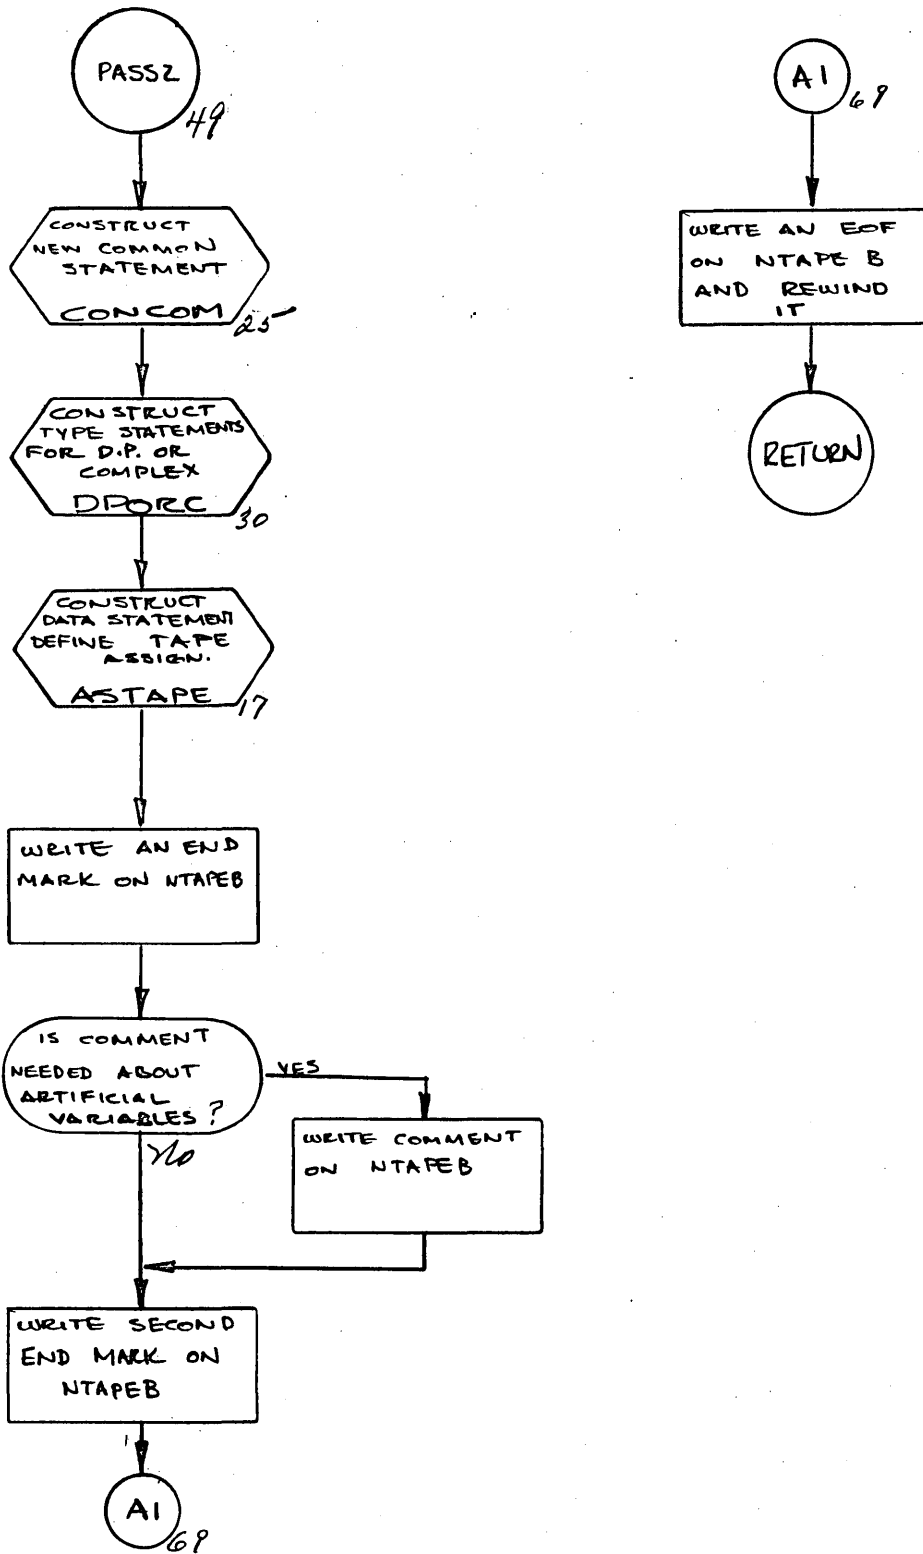 PASS2
49
CONSTRUCT
NEW COMMON
STATEMENT
CONCOM
25
CONSTRUCT
TYPE STATEMENTS
FOR D.P. OR
COMPLEX
DPORC
30
CONSTRUCT
DATA STATEMENT
DEFINE TAPE
ASSIGN.
ASTAPE
17
WRITE AN END
MARK ON NTAPEB
IS COMMENT
NEEDED ABOUT
ARTIFICIAL
VARIABLES?
YES
NO
WRITE COMMENT
ON NTAPEB
WRITE SECOND
END MARK ON
NTAPEB
A1
69
A1
69
WRITE AN EOF
ON NTAPE B
AND REWIND
IT
RETURN